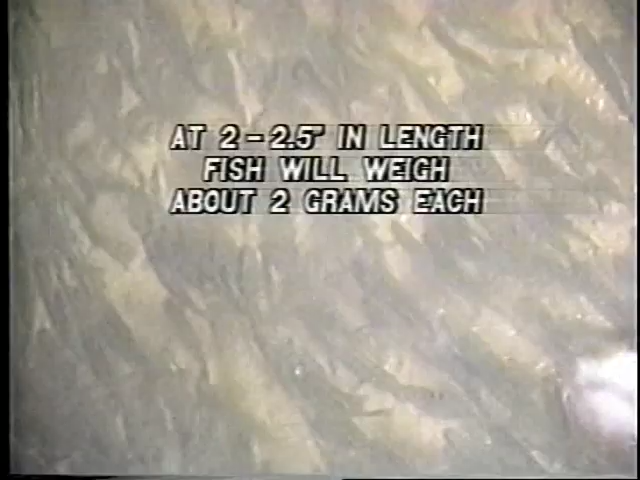 AT 2-2.5" IN LENGTH
FISH WILL WEIGH
ABOUT 2 GRAMS EACH